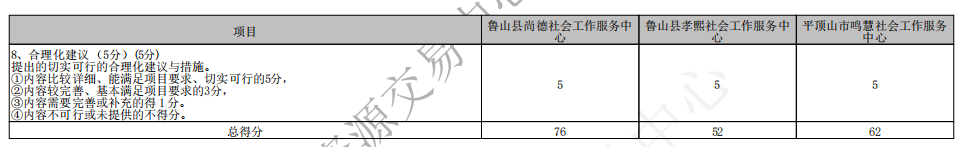 项目 鲁山县尚德社会工作服务中心 鲁山县孝熙社会工作服务中心 平顶山市鸣慧社会工作服务中心
8、合理化建议（5分）(5分)
提出的切实可行的合理化建议与措施。
①内容比较详细、能满足项目要求、切实可行的5分，
②内容较完善、基本满足项目要求的3分，
③内容需要完善或补充的得１分。
④内容不可行或未提供的不得分。
5 5 5
总得分 76 52 62
源交易
中心